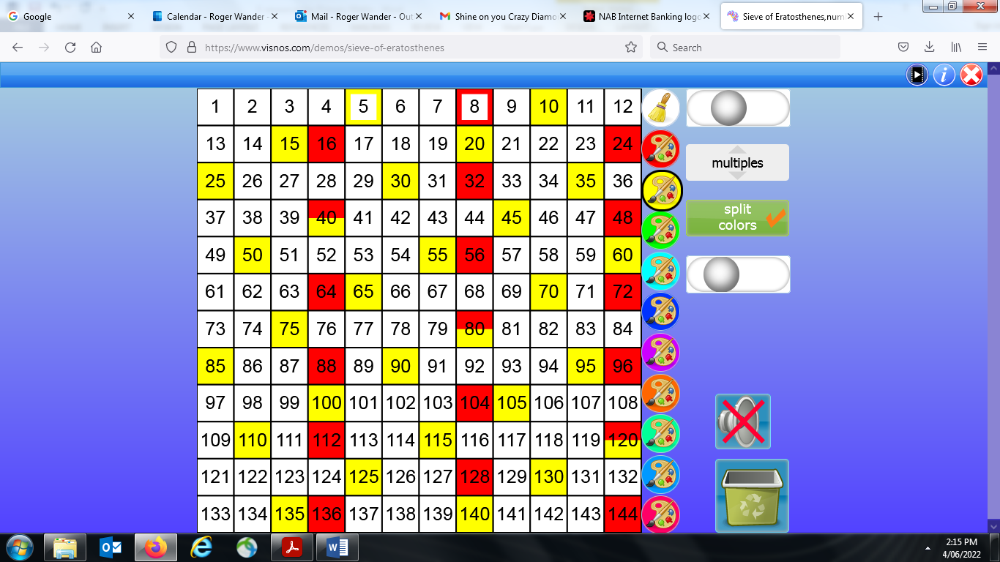 Google
Calendar - Roger Wander -
Mail - Roger Wander - Out
Shine on you Crazy Diamo
NAB Internet Banking logo
Sieve of Eratosthenes,num
https://www.visnos.com/demos/sieve-of-eratosthenes
Search
1 2 3 4 5 6 7 8 9 10 11 12
13 14 15 16 17 18 19 20 21 22 23 24
25 26 27 28 29 30 31 32 33 34 35 36
37 38 39 40 41 42 43 44 45 46 47 48
49 50 51 52 53 54 55 56 57 58 59 60
61 62 63 64 65 66 67 68 69 70 71 72
73 74 75 76 77 78 79 80 81 82 83 84
85 86 87 88 89 90 91 92 93 94 95 96
97 98 99 100 101 102 103 104 105 106 107 108
109 110 111 112 113 114 115 116 117 118 119 120
121 122 123 124 125 126 127 128 129 130 131 132
133 134 135 136 137 138 139 140 141 142 143 144
multiples
split
colors
2:15 PM
4/06/2022